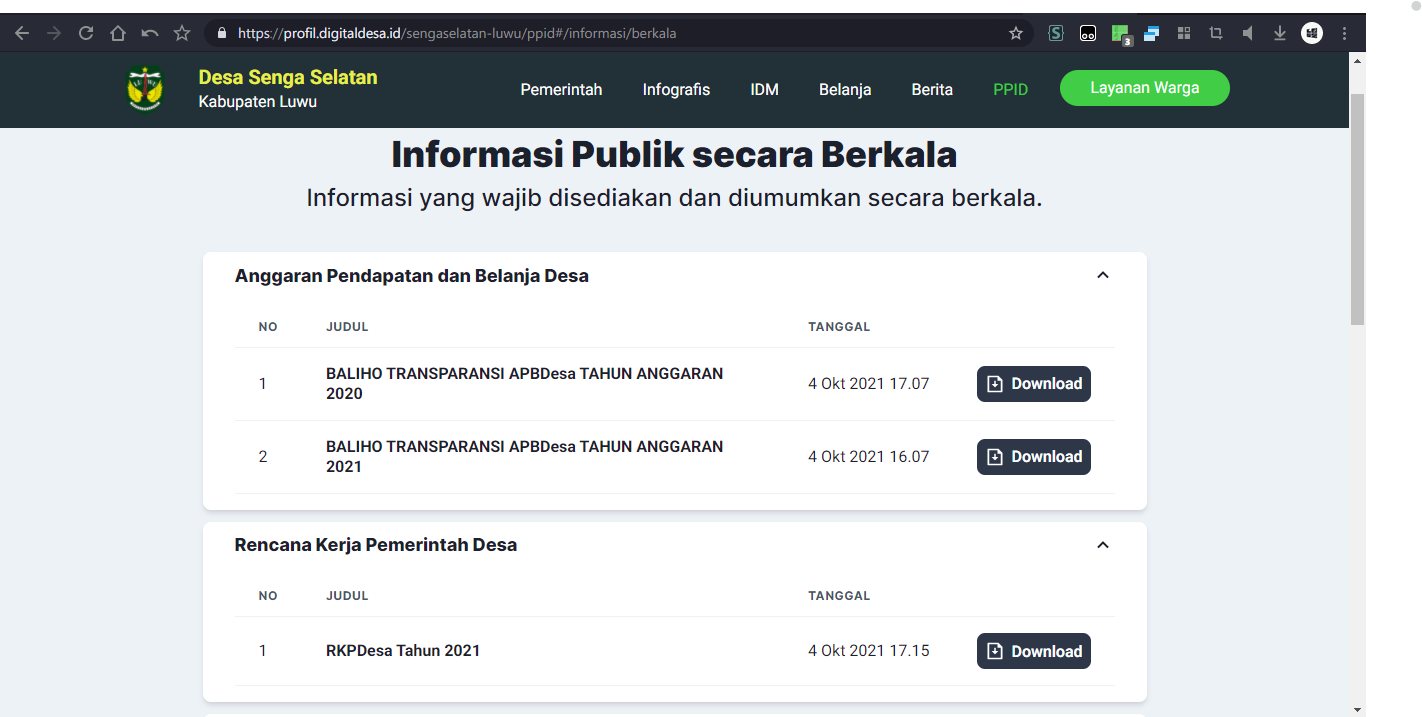 https://profil.digitaldesa.id/sengaselatan-luwu/ppid#/informasi/berkala
3
Desa Senga Selatan
Kabupaten Luwu
Pemerintah
Infografis
IDM
Belanja
Berita
PPID
Layanan Warga
Informasi Publik secara Berkala
Informasi yang wajib disediakan dan diumumkan secara berkala.
Anggaran Pendapatan dan Belanja Desa
NO JUDUL TANGGAL
1 BALIHO TRANSPARANSI APBDesa TAHUN ANGGARAN
2020
4 Okt 2021 17.07
Download
2 BALIHO TRANSPARANSI APBDesa TAHUN ANGGARAN
2021
4 Okt 2021 16.07
Download
Rencana Kerja Pemerintah Desa
NO JUDUL TANGGAL
1 RKPDesa Tahun 2021 4 Okt 2021 17.15 Download